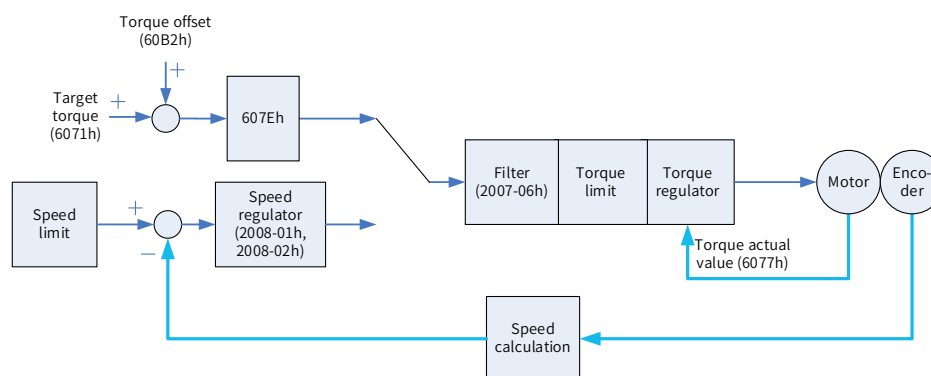 Torque offset
(60B2h)
+
Target
torque
(6071h)
+
607Eh
Filter
(2007-06h)
Torque
limit
Torque
regulator
Motor
Enco-
der
Speed
limit
+
−
Speed
regulator
(2008-01h,
2008-02h)
Torque actual
value (6077h)
Speed
calculation